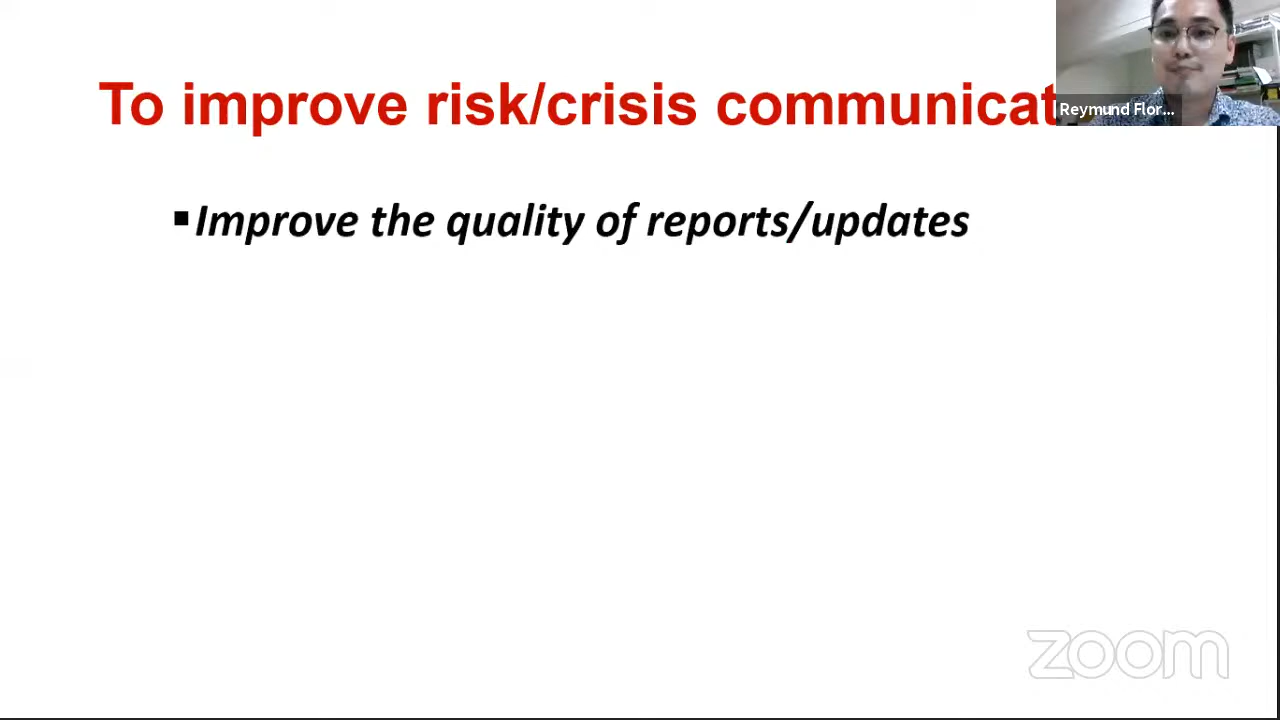 To improve risk/crisis communicat
Reymund Flor...
▪Improve the quality of reports/updates
zoom